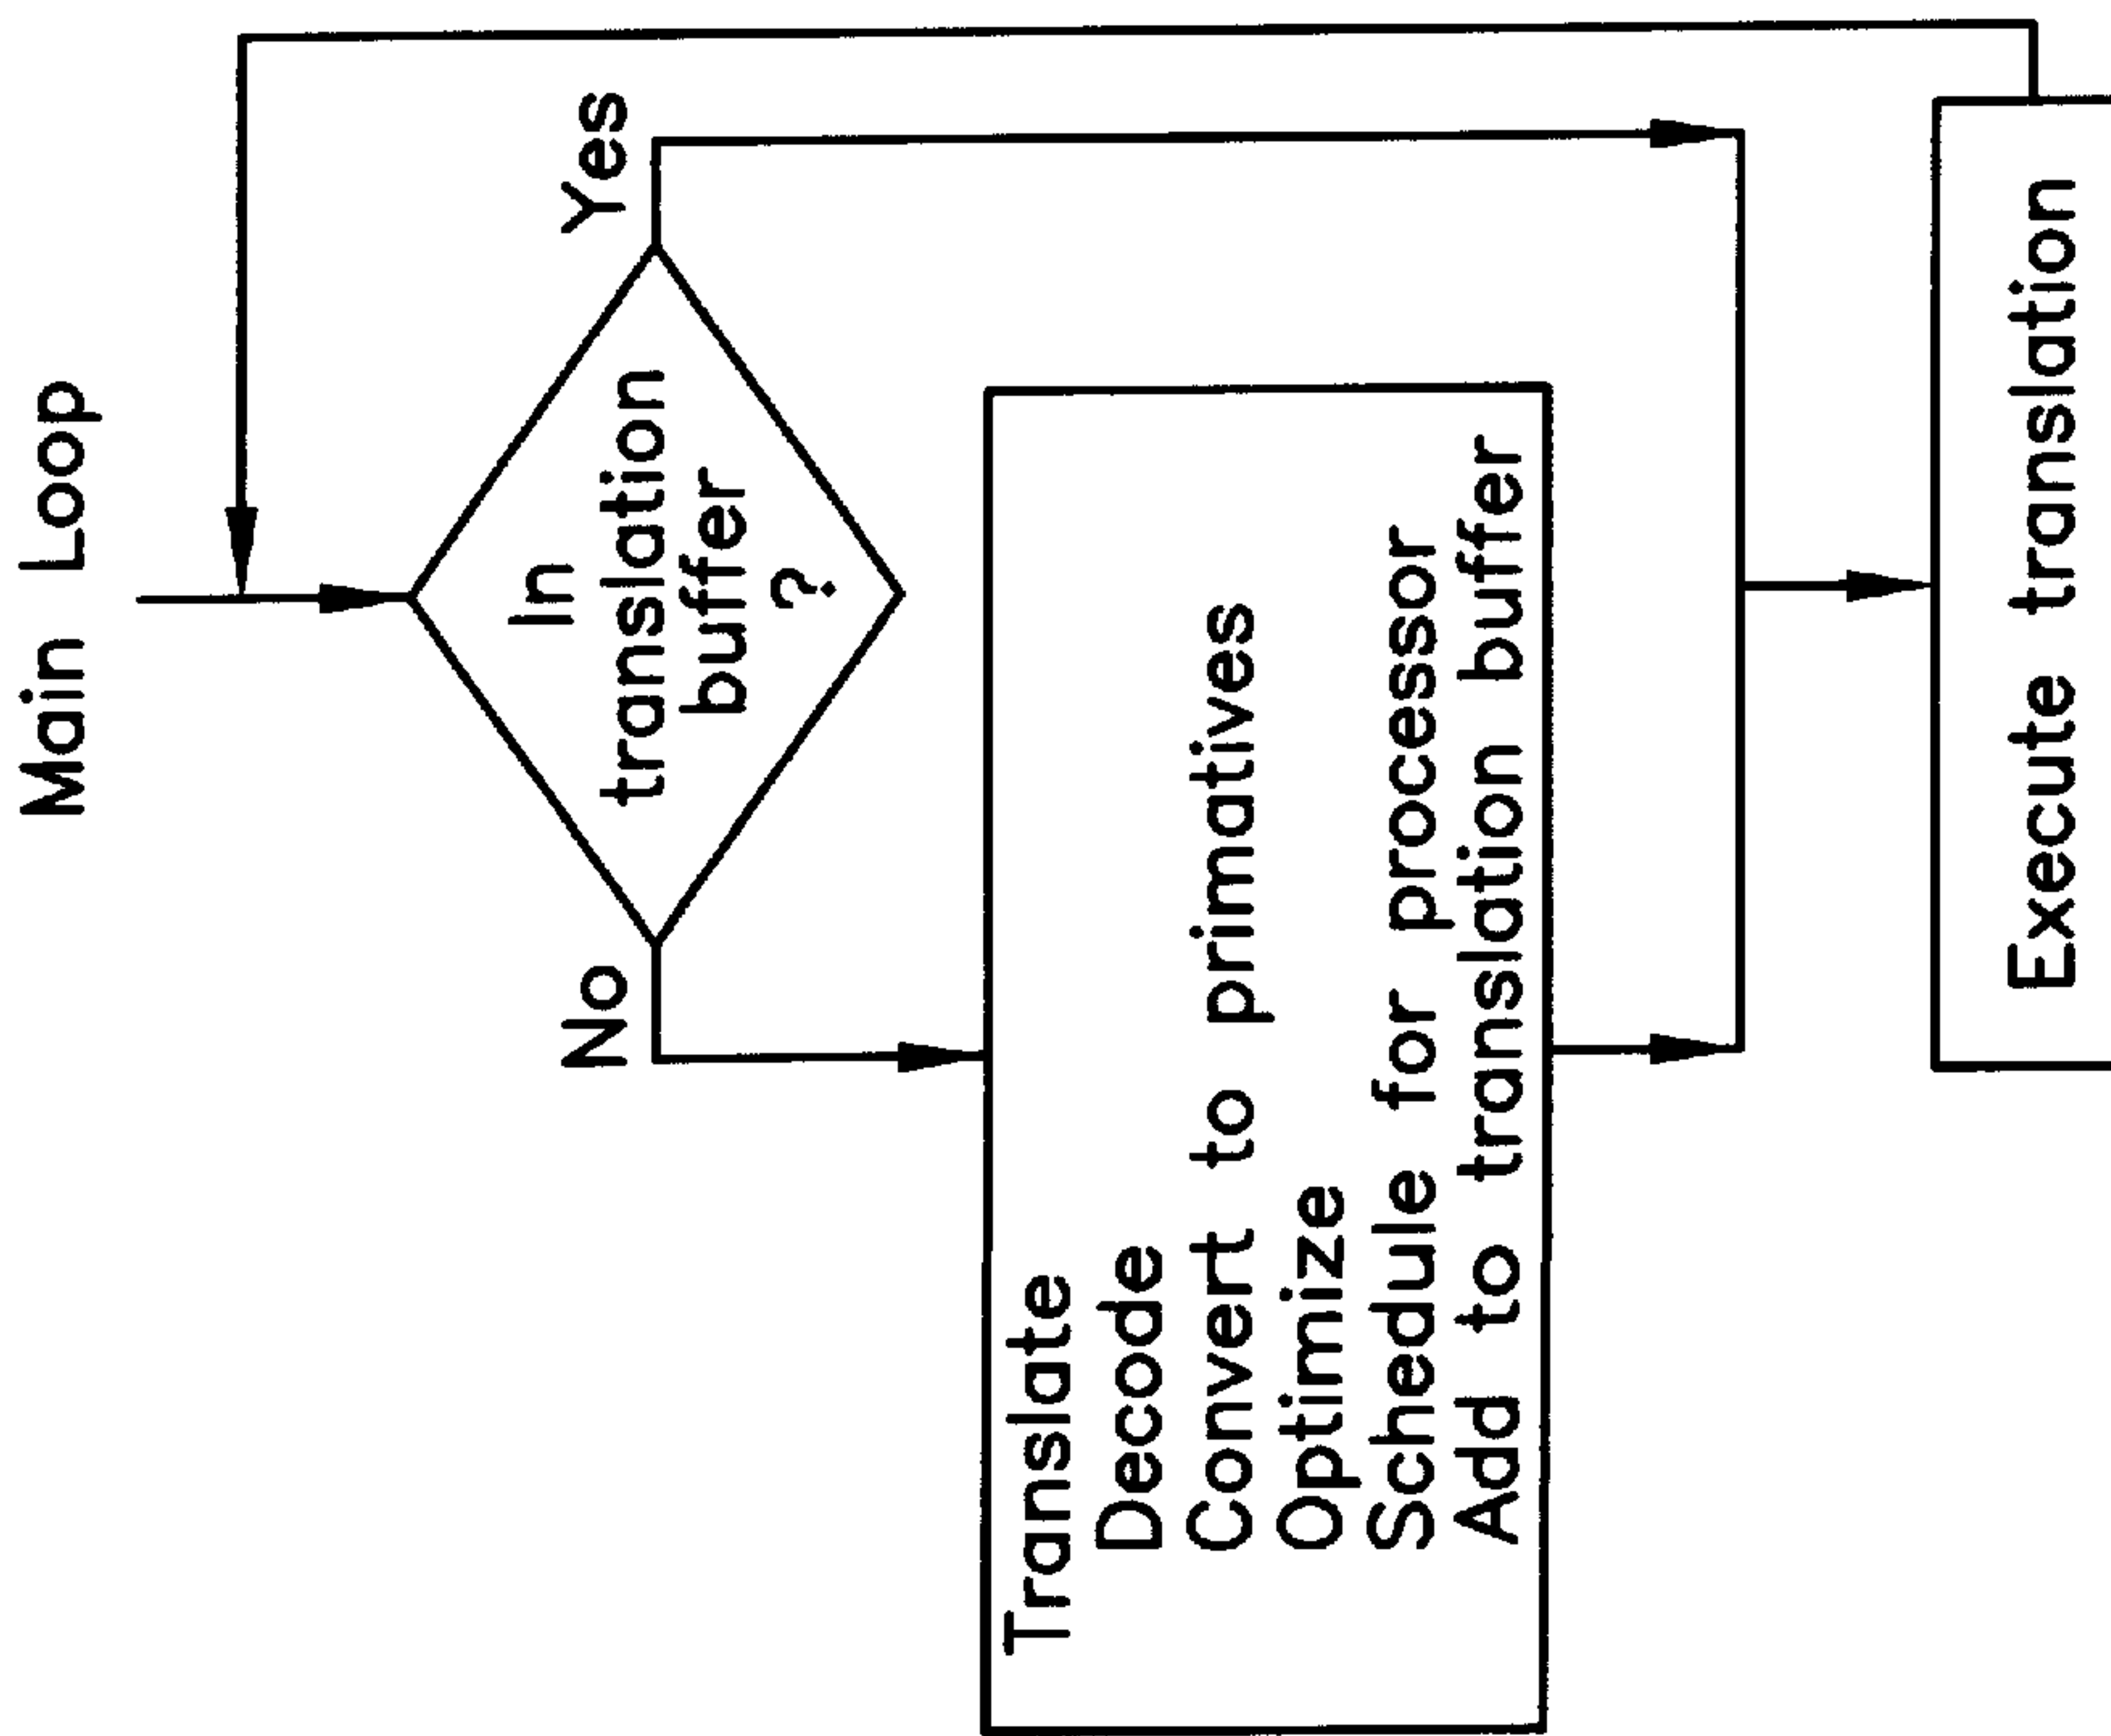 Main Loop
In
translation
buffer
?
Yes
No
Translate
Decode
Convert to primatives
Optimize
Schedule for processor
Add to translation buffer
Execute translation